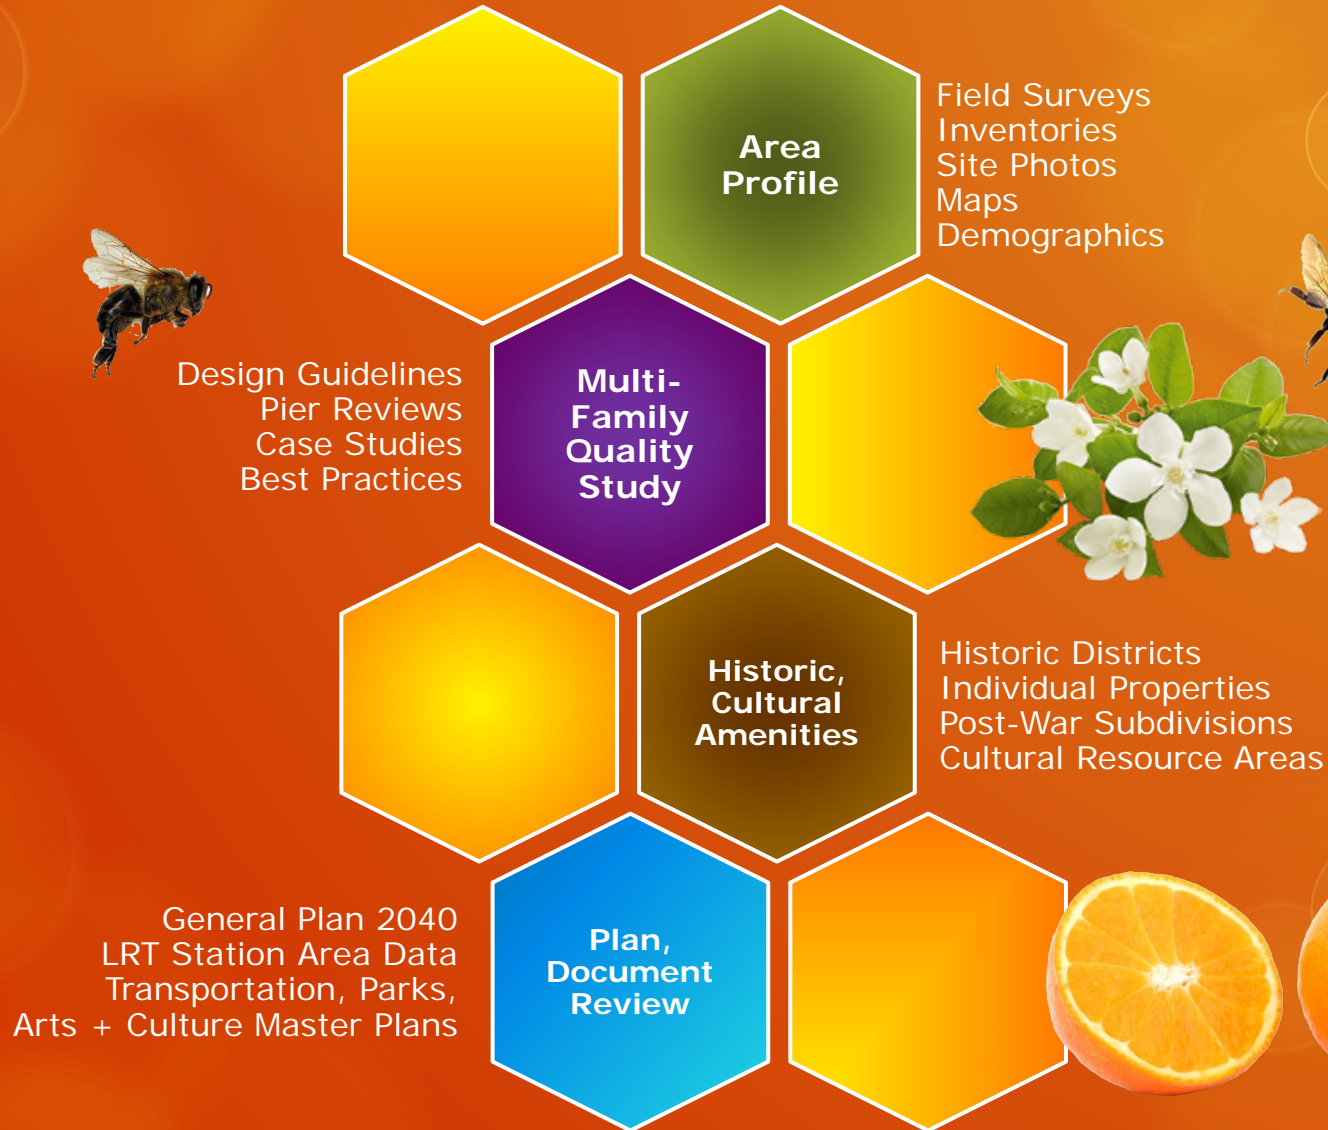 Area
Profile
Field Surveys
Inventories
Site Photos
Maps
Demographics
Design Guidelines
Pier Reviews
Case Studies
Best Practices
Multi-
Family
Quality
Study
Historic,
Cultural
Amenities
Historic Districts
Individual Properties
Post-War Subdivisions
Cultural Resource Areas
General Plan 2040
LRT Station Area Data
Transportation, Parks,
Arts + Culture Master Plans
Plan,
Document
Review